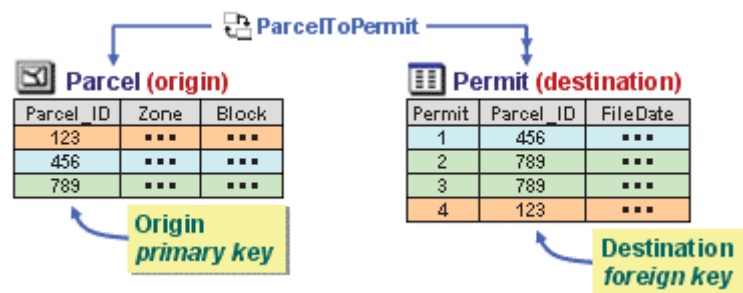 ParcelToPermit
Parcel (origin)
Parcel_ID Zone Block
123 ▪▪▪ ▪▪▪
456 ▪▪▪ ▪▪▪
789 ▪▪▪ ▪▪▪
Origin
primary key
Permit (destination)
Permit Parcel_ID FileDate
1 456 ▪▪▪
2 789 ▪▪▪
3 789 ▪▪▪
4 123 ▪▪▪
Destination
foreign key